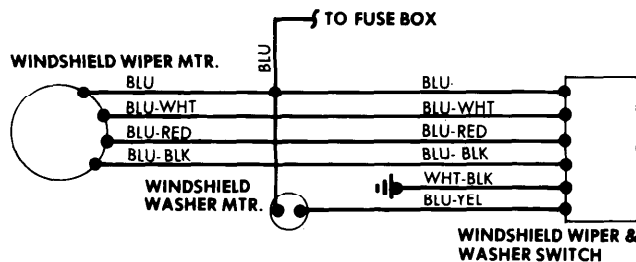 TO FUSE BOX
BLU
WINDSHIELD WIPER MTR.
BLU BLU-
BLU-WHT BLU-WHT
BLU-RED BLU-RED
BLU-BLK BLU-BLK
WHT-BLK
WINDSHIELD
WASHER MTR.
BLU-YEL
WINDSHIELD WIPER &
WASHER SWITCH